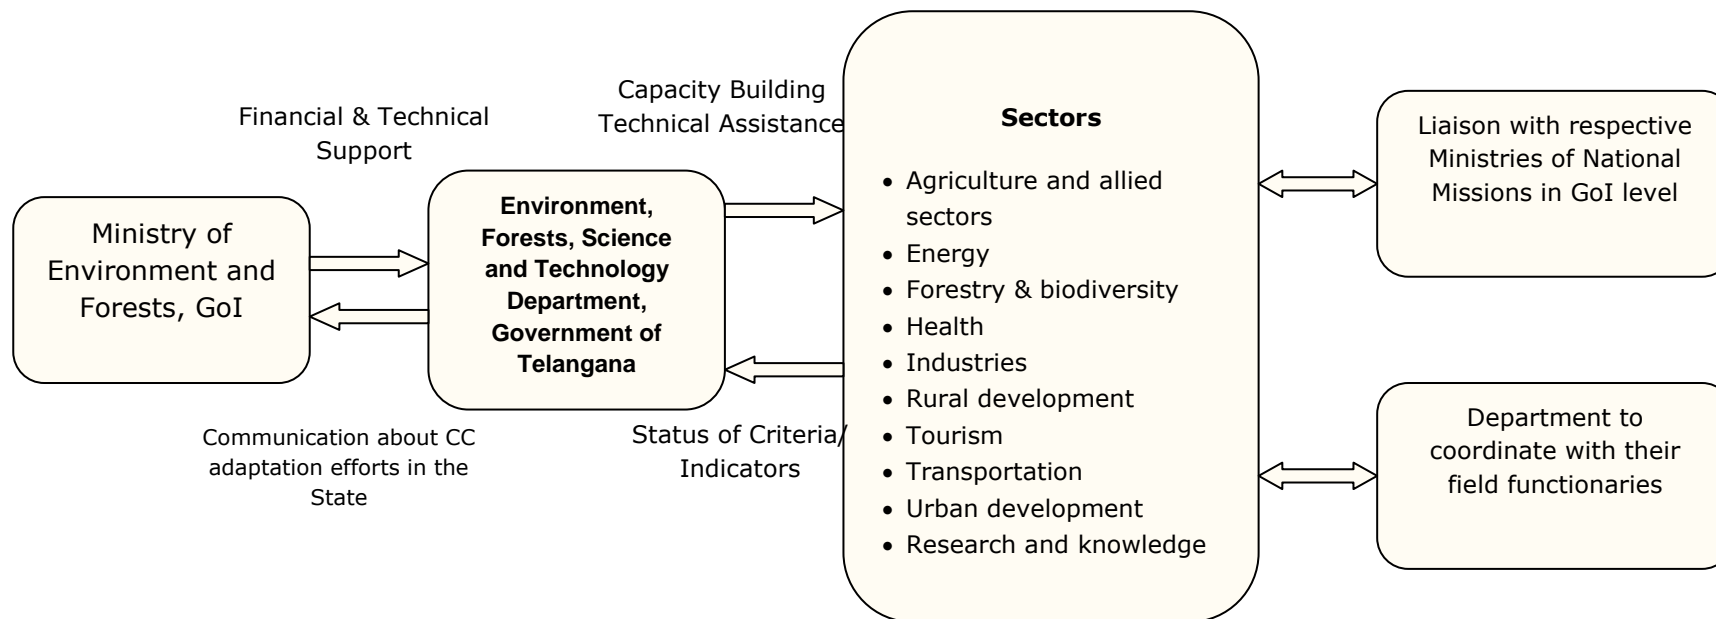 Financial & Technical
Support
Capacity Building
Technical Assistance
Ministry of
Environment and
Forests, GoI
Environment,
Forests, Science
and Technology
Department,
Government of
Telangana
Communication about CC
adaptation efforts in the
State
Status of Criteria/
Indicators
Sectors
• Agriculture and allied
sectors
• Energy
• Forestry & biodiversity
• Health
• Industries
• Rural development
• Tourism
• Transportation
• Urban development
• Research and knowledge
Liaison with respective
Ministries of National
Missions in GoI level
Department to
coordinate with their
field functionaries